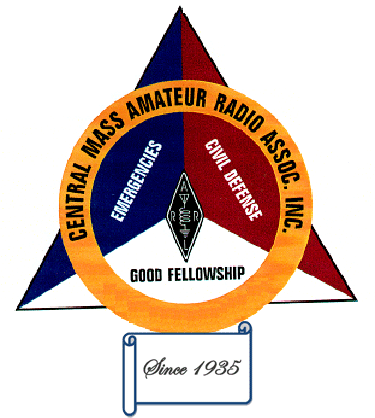 CENTRAL MASS AMATEUR RADIO ASSOC. INC.
EMERGENCIES
CIVIL DEFENSE
A
R R
L
GOOD FELLOWSHIP
Since 1935